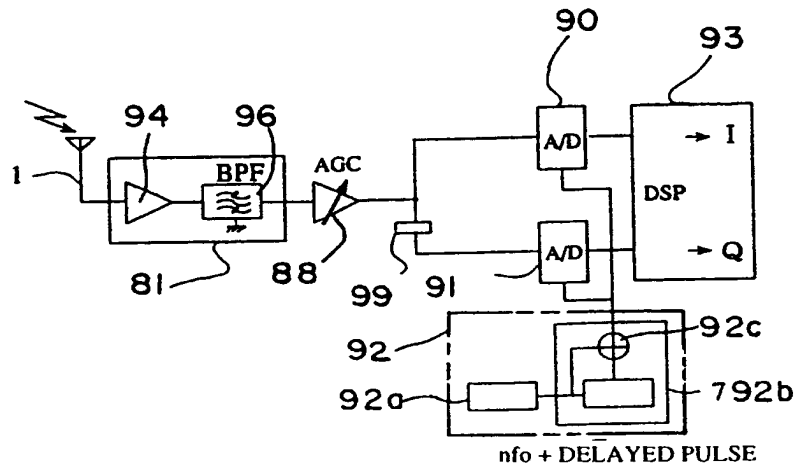 90
93
94
96
1
BPF
AGC
A/D
I
DSP
81
88
99
91
A/D
Q
92
92c
92a
792b
nfo + DELAYED PULSE